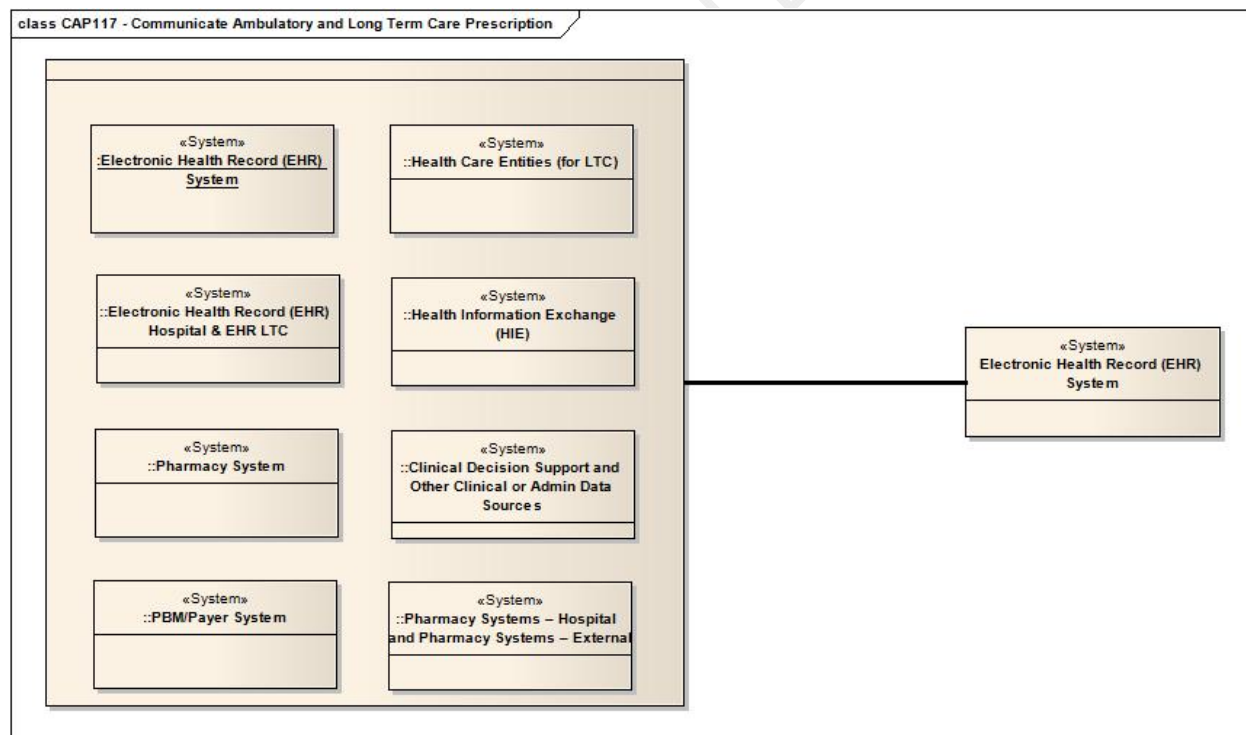 class CAP117 - Communicate Ambulatory and Long Term Care Prescription
«System»
:Electronic Health Record (EHR)
System
«System»
::Health Care Entities (for LTC)
«System»
::Electronic Health Record (EHR)
Hospital & EHR LTC
«System»
::Health Information Exchange
(HIE)
«System»
Electronic Health Record (EHR)
System
«System»
::Pharmacy System
«System»
::Clinical Decision Support and
Other Clinical or Admin Data
Sources
«System»
::PBM/Payer System
«System»
::Pharmacy Systems – Hospital
and Pharmacy Systems – External